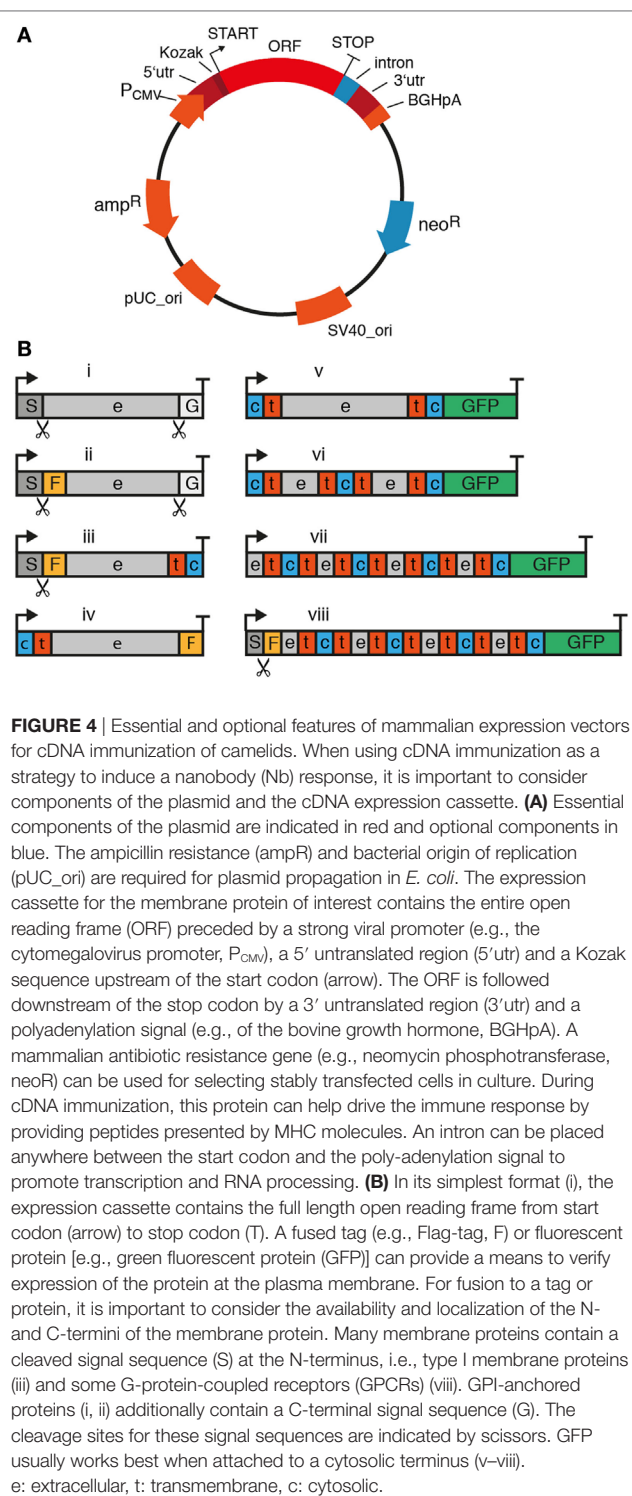 A
START
ORF
STOP
Kozak
intron
5‘utr
3‘utr
PCMV
BGHpA
ampR
neoR
pUC_ori
SV40_ori
B
i
S e G
v
c t e t c GFP
ii
S F e G
vi
c t e t c t e t c GFP
iii
S F e t c
vii
e t c t e t c t e t c t e t c GFP
iv
c t e F
viii
S F e t c t e t c t e t c t e t c GFP
FIGURE 4 | Essential and optional features of mammalian expression vectors
for cDNA immunization of camelids. When using cDNA immunization as a
strategy to induce a nanobody (Nb) response, it is important to consider
components of the plasmid and the cDNA expression cassette. (A) Essential
components of the plasmid are indicated in red and optional components in
blue. The ampicillin resistance (ampR) and bacterial origin of replication
(pUC_ori) are required for plasmid propagation in E. coli. The expression
cassette for the membrane protein of interest contains the entire open
reading frame (ORF) preceded by a strong viral promoter (e.g., the
cytomegalovirus promoter, PCMV), a 5′ untranslated region (5′utr) and a Kozak
sequence upstream of the start codon (arrow). The ORF is followed
downstream of the stop codon by a 3′ untranslated region (3′utr) and a
polyadenylation signal (e.g., of the bovine growth hormone, BGHpA). A
mammalian antibiotic resistance gene (e.g., neomycin phosphotransferase,
neoR) can be used for selecting stably transfected cells in culture. During
cDNA immunization, this protein can help drive the immune response by
providing peptides presented by MHC molecules. An intron can be placed
anywhere between the start codon and the poly-adenylation signal to
promote transcription and RNA processing. (B) In its simplest format (i), the
expression cassette contains the full length open reading frame from start
codon (arrow) to stop codon (T). A fused tag (e.g., Flag-tag, F) or fluorescent
protein [e.g., green fluorescent protein (GFP)] can provide a means to verify
expression of the protein at the plasma membrane. For fusion to a tag or
protein, it is important to consider the availability and localization of the N-
and C-termini of the membrane protein. Many membrane proteins contain a
cleaved signal sequence (S) at the N-terminus, i.e., type I membrane proteins
(iii) and some G-protein-coupled receptors (GPCRs) (viii). GPI-anchored
proteins (i, ii) additionally contain a C-terminal signal sequence (G). The
cleavage sites for these signal sequences are indicated by scissors. GFP
usually works best when attached to a cytosolic terminus (v–viii).
e: extracellular, t: transmembrane, c: cytosolic.